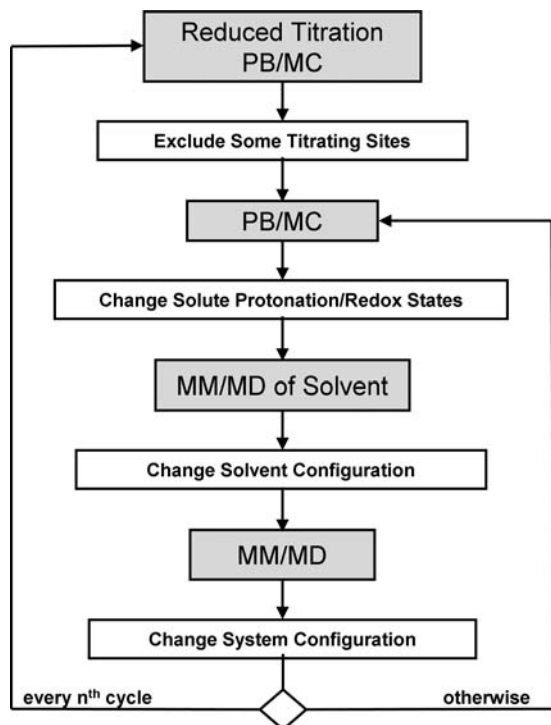 Reduced Titration
PB/MC
Exclude Some Titrating Sites
PB/MC
Change Solute Protonation/Redox States
MM/MD of Solvent
Change Solvent Configuration
MM/MD
Change System Configuration
every nth cycle
otherwise